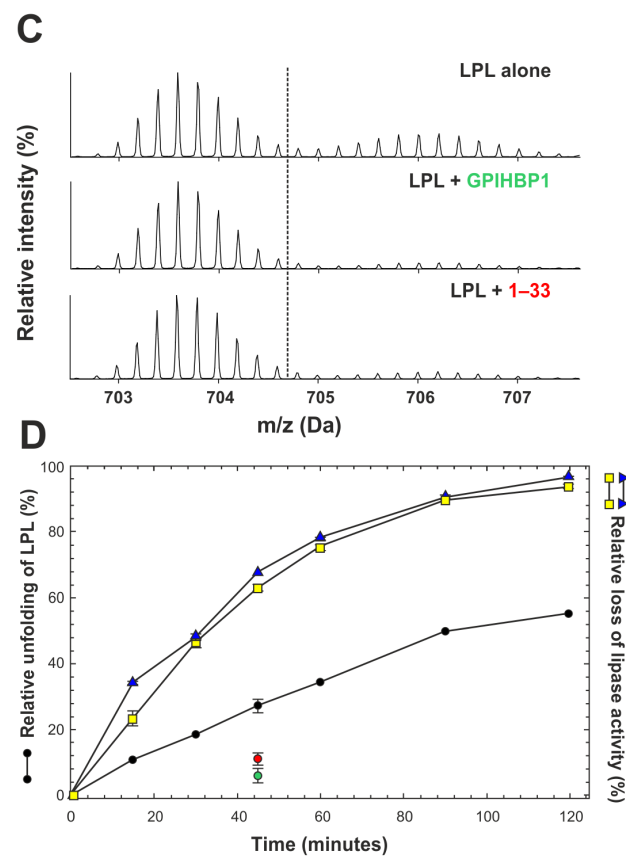 C
LPL alone
LPL + GPIHBP1
LPL + 1–33
Relative intensity (%)
703 704 705 706 707
m/z (Da)
D
100
80
60
40
20
0
Relative unfolding of LPL (%)
Relative loss of lipase activity (%)
0 20 40 60 80 100 120
Time (minutes)